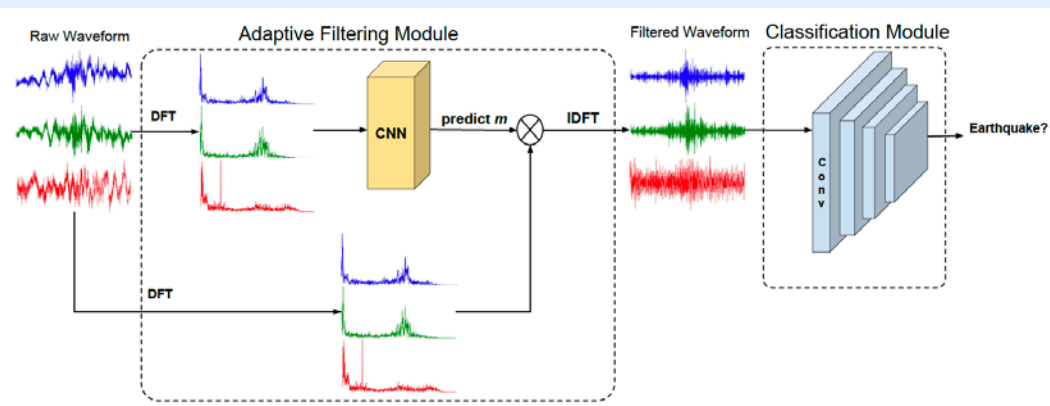 Raw Waveform
Adaptive Filtering Module
Filtered Waveform
Classification Module
DFT
CNN
predict m
IDFT
Conv
Earthquake?
DFT